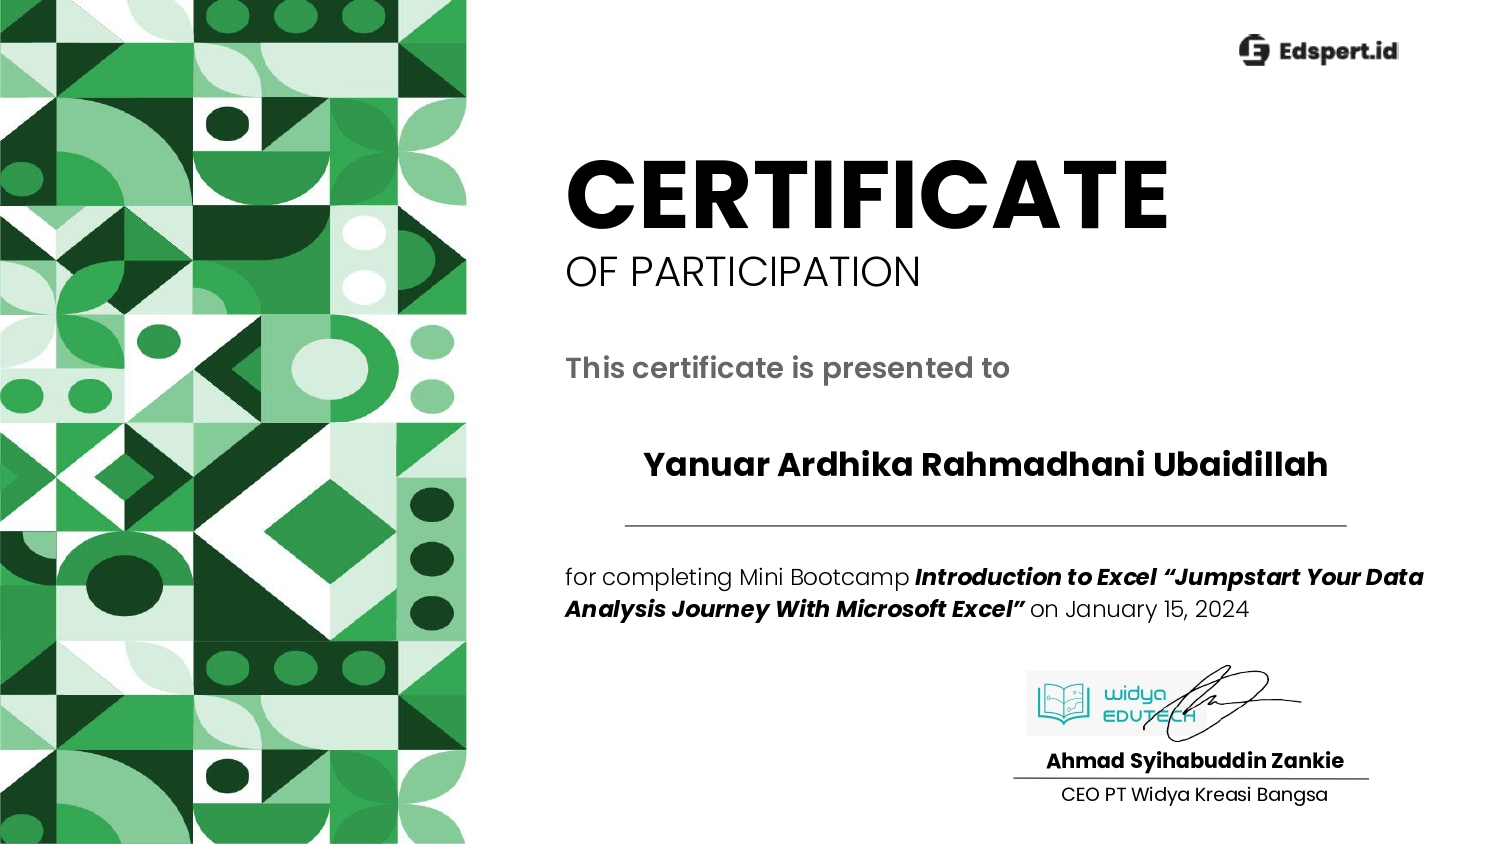 Edspert.id
CERTIFICATE
OF PARTICIPATION
This certificate is presented to
Yanuar Ardhika Rahmadhani Ubaidillah
for completing Mini Bootcamp Introduction to Excel “Jumpstart Your Data
Analysis Journey With Microsoft Excel” on January 15, 2024
widya
EDUTECH
Ahmad Syihabuddin Zankie
CEO PT Widya Kreasi Bangsa